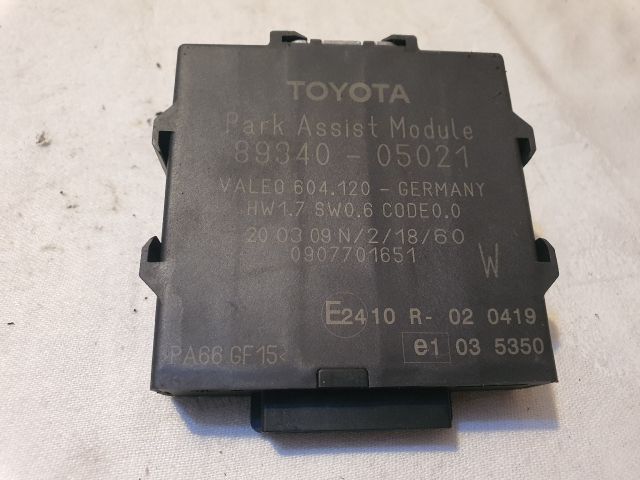 TOYOTA
Park Assist Module
89340 - 05021
VALEO 604.120 - GERMANY
HW1.7 SW0.6 CODE0.0
20 03 09 N/2/18/60
0907701651
W
E24 10 R- 02 0419
>PA66 GF15<
e1 03 5350